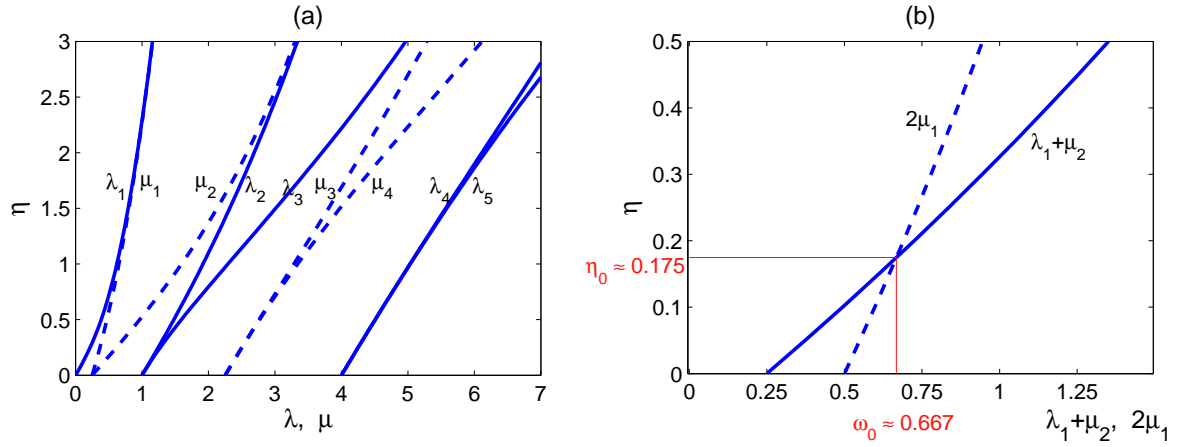 (a)
η
3
2.5
2
1.5
1
0.5
0
λ₁ μ₁ μ₂ λ₂ λ₃ μ₃ μ₄ λ₄ λ₅
0 1 2 3 4 5 6 7
λ, μ
(b)
η
0.5
0.4
0.3
0.2
0.1
0
2μ₁
λ₁+μ₂
η₀ ≈ 0.175
0 0.25 0.5 0.75 1 1.25
ω₀ ≈ 0.667
λ₁+μ₂, 2μ₁